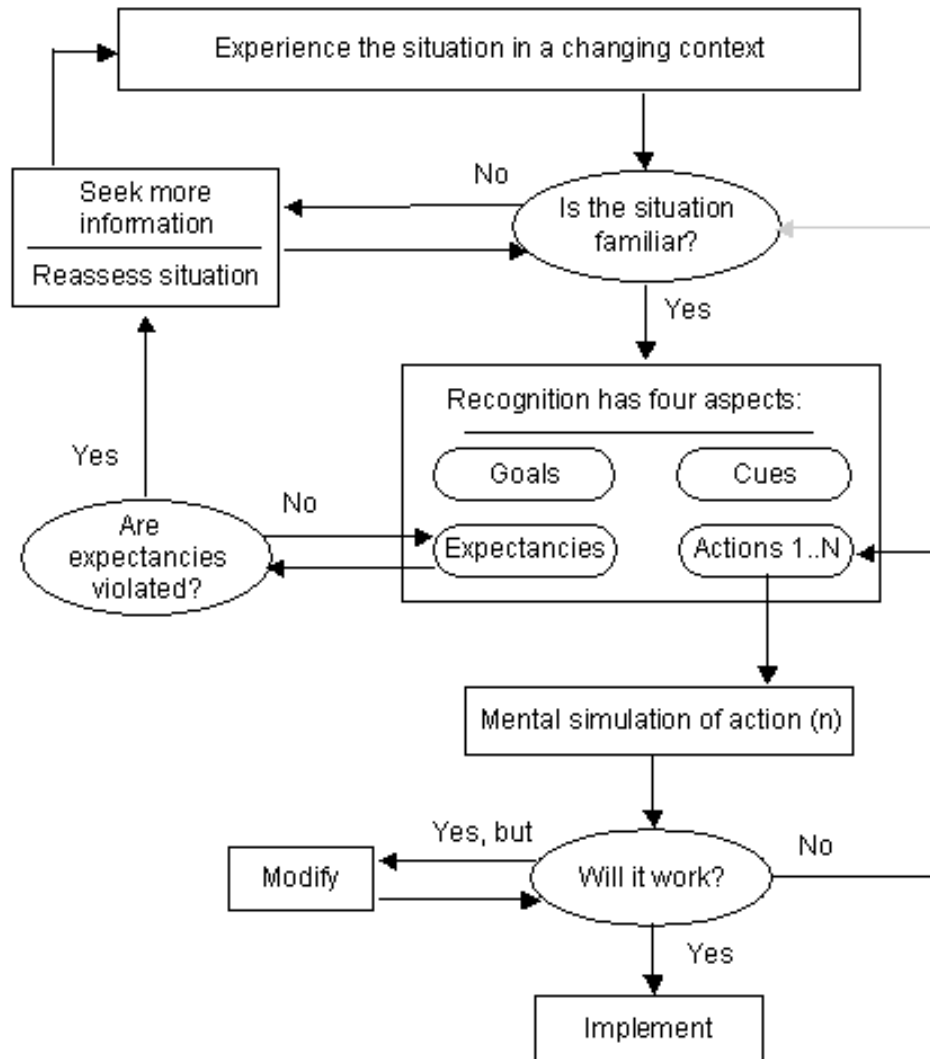 Experience the situation in a changing context
No
Seek more
information
Reassess situation
Is the situation
familiar?
Yes
Recognition has four aspects:
Goals
Cues
Yes
No
Are
expectancies
violated?
Expectancies
Actions 1..N
Mental simulation of action (n)
Yes, but
No
Modify
Will it work?
Yes
Implement